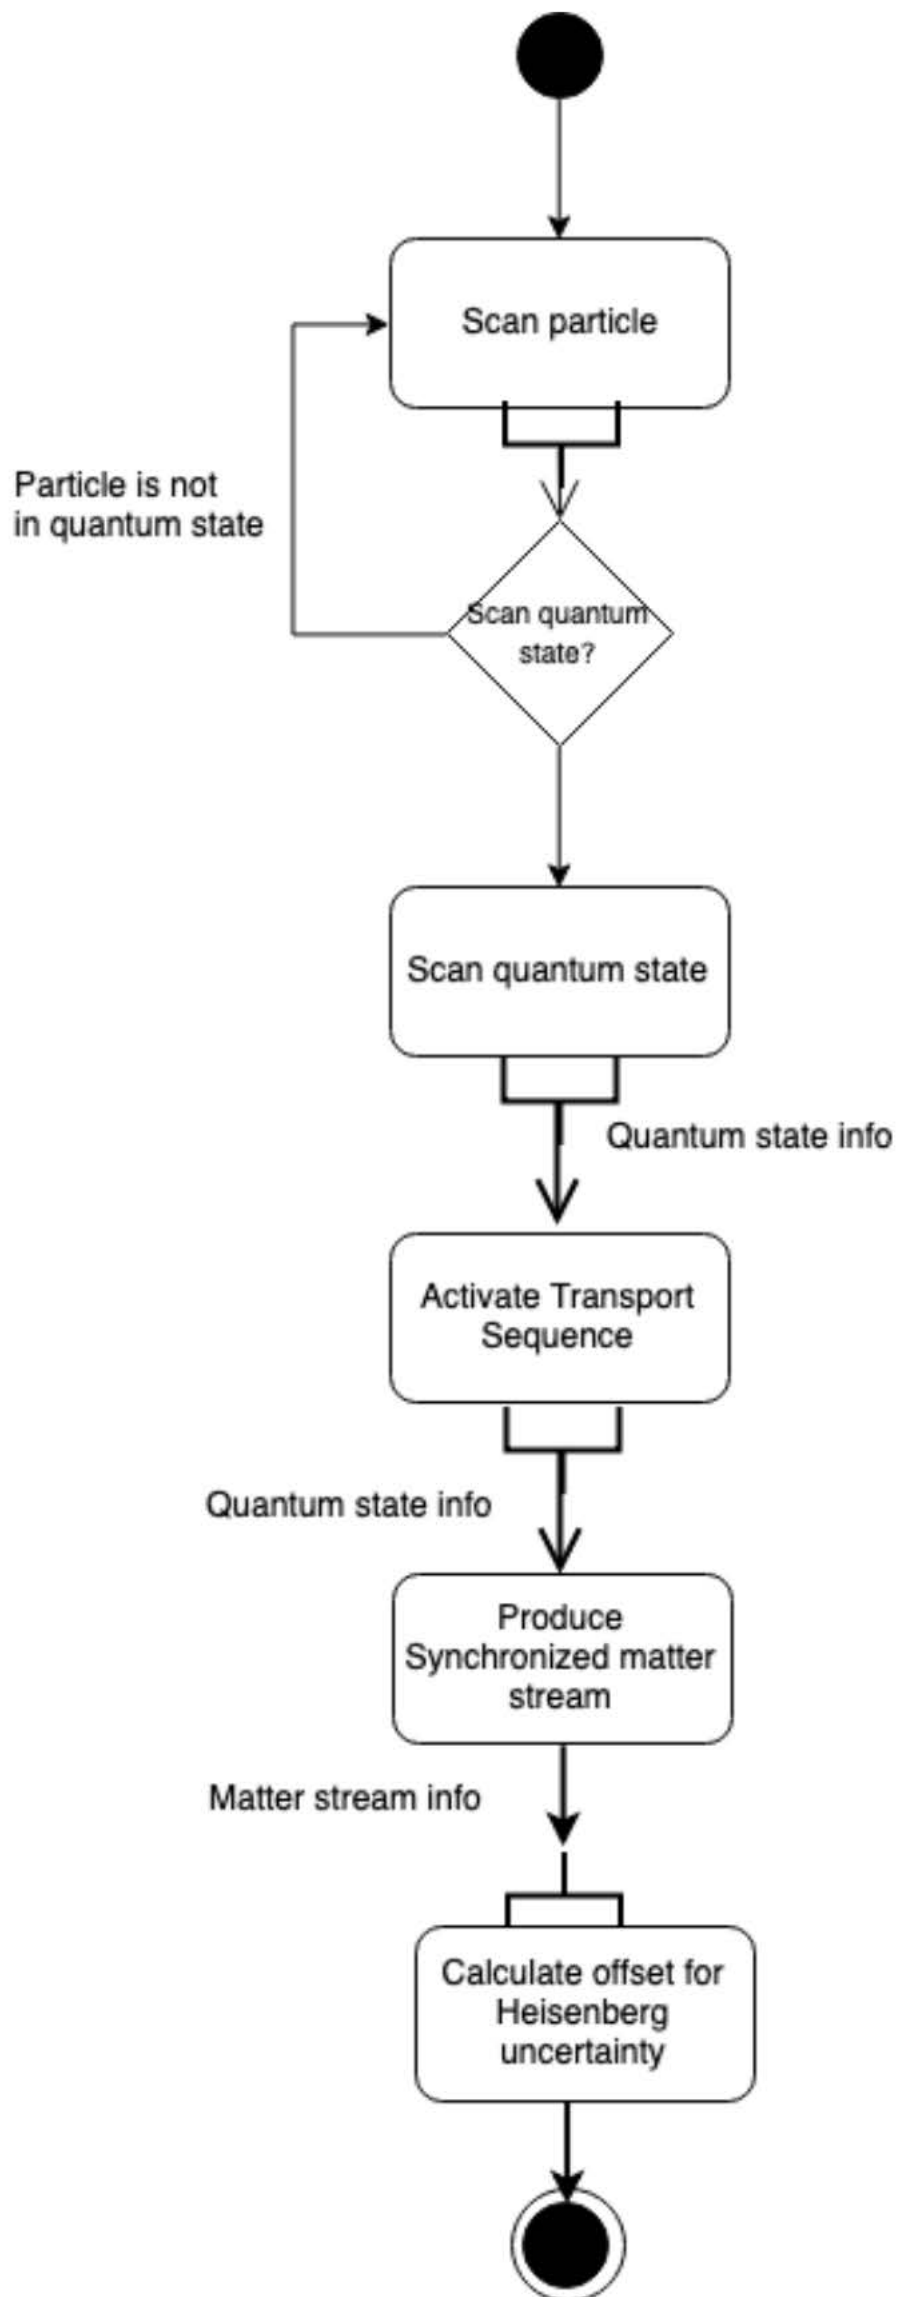 Scan particle
Particle is not
in quantum state
Scan quantum
state?
Scan quantum state
Quantum state info
Activate Transport
Sequence
Quantum state info
Produce
Synchronized matter
stream
Matter stream info
Calculate offset for
Heisenberg
uncertainty